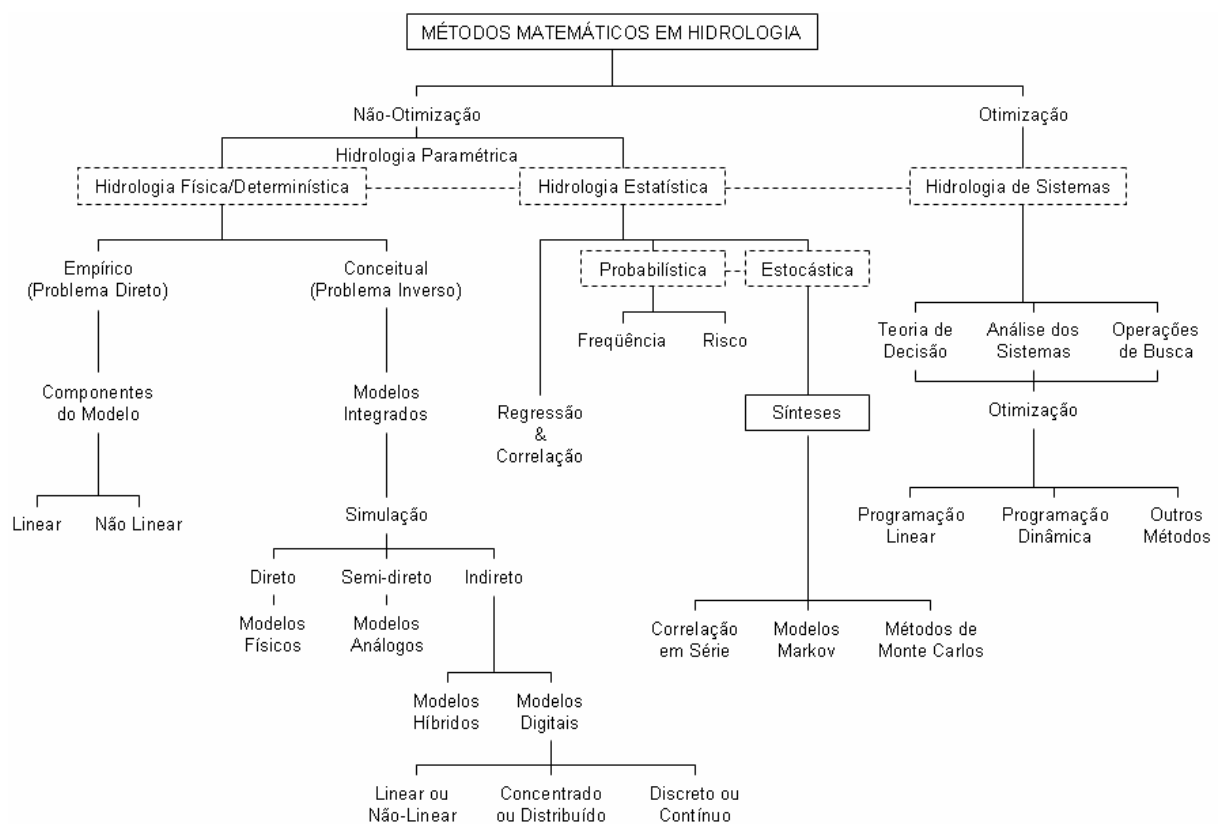 MÉTODOS MATEMÁTICOS EM HIDROLOGIA
Não-Otimização
Otimização
Hidrologia Paramétrica
Hidrologia Física/Determinística
Hidrologia Estatística
Hidrologia de Sistemas
Empírico
(Problema Direto)
Conceitual
(Problema Inverso)
Probabilística
Estocástica
Freqüência
Risco
Teoria de
Decisão
Análise dos
Sistemas
Operações
de Busca
Componentes
do Modelo
Modelos
Integrados
Regressão
&
Correlação
Sínteses
Otimização
Linear
Não Linear
Simulação
Programação
Linear
Programação
Dinâmica
Outros
Métodos
Direto
Semi-direto
Indireto
Modelos
Físicos
Modelos
Análogos
Correlação
em Série
Modelos
Markov
Métodos de
Monte Carlos
Modelos
Híbridos
Modelos
Digitais
Linear ou
Não-Linear
Concentrado
ou Distribuído
Discreto ou
Contínuo